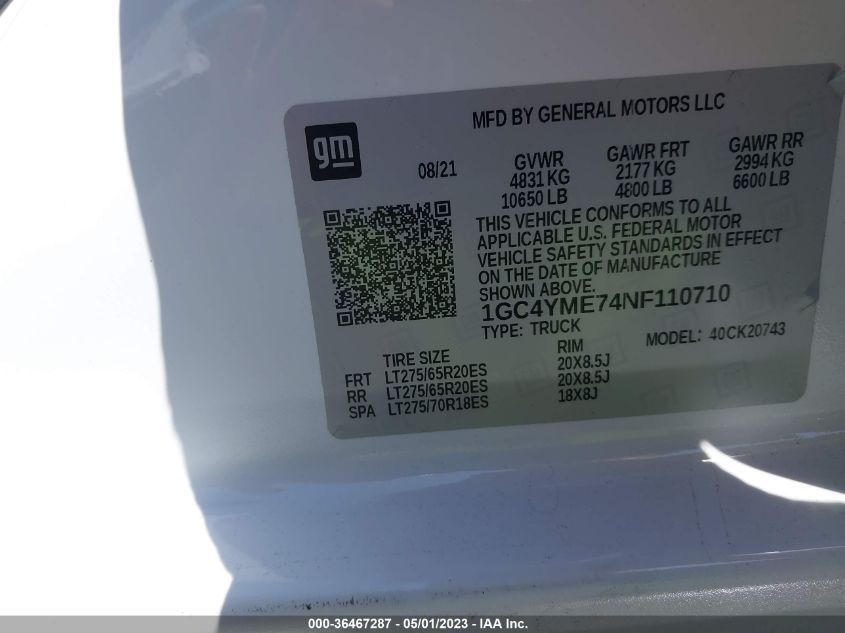 MFD BY GENERAL MOTORS LLC
gm
08/21
GVWR GAWR FRT GAWR RR
4831 KG 2177 KG 2994 KG
10650 LB 4800 LB 6600 LB
THIS VEHICLE CONFORMS TO ALL
APPLICABLE U.S. FEDERAL MOTOR
VEHICLE SAFETY STANDARDS IN EFFECT
ON THE DATE OF MANUFACTURE
SHOWN ABOVE.
1GC4YME74NF110710
TYPE: TRUCK MODEL: 40CK20743
TIRE SIZE RIM
FRT LT275/65R20ES 20X8.5J
RR LT275/65R20ES 20X8.5J
SPA LT275/70R18ES 18X8J
000-36467287 - 05/01/2023 - IAA Inc.